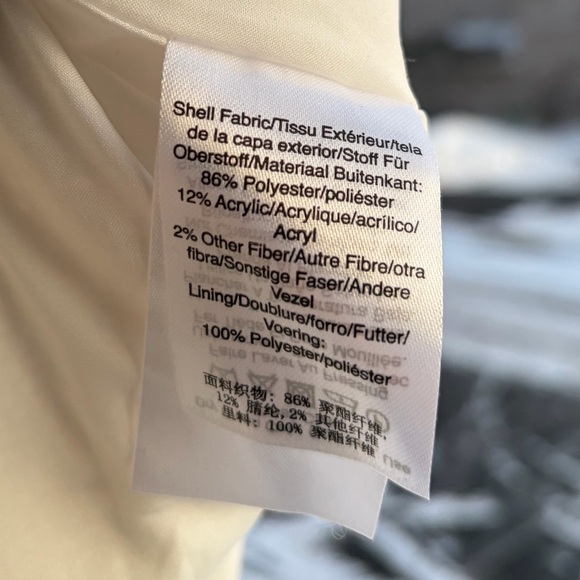 Shell Fabric/Tissu Extérieur/tela
de la capa exterior/Stoff Für
Oberstoff/Materiaal Buitenkant:
86% Polyester/poliéster
12% Acrylic/Acrylique/acrílico/
Acryl
2% Other Fiber/Autre Fibre/otra
fibra/Sonstige Faser/Andere
Vezel
Lining/Doublure/forro/Futter/
Voering:
100% Polyester/poliéster
面料织物: 86% 聚酯纤维,
12% 腈纶,2% 其他纤维,
里料: 100% 聚酯纤维